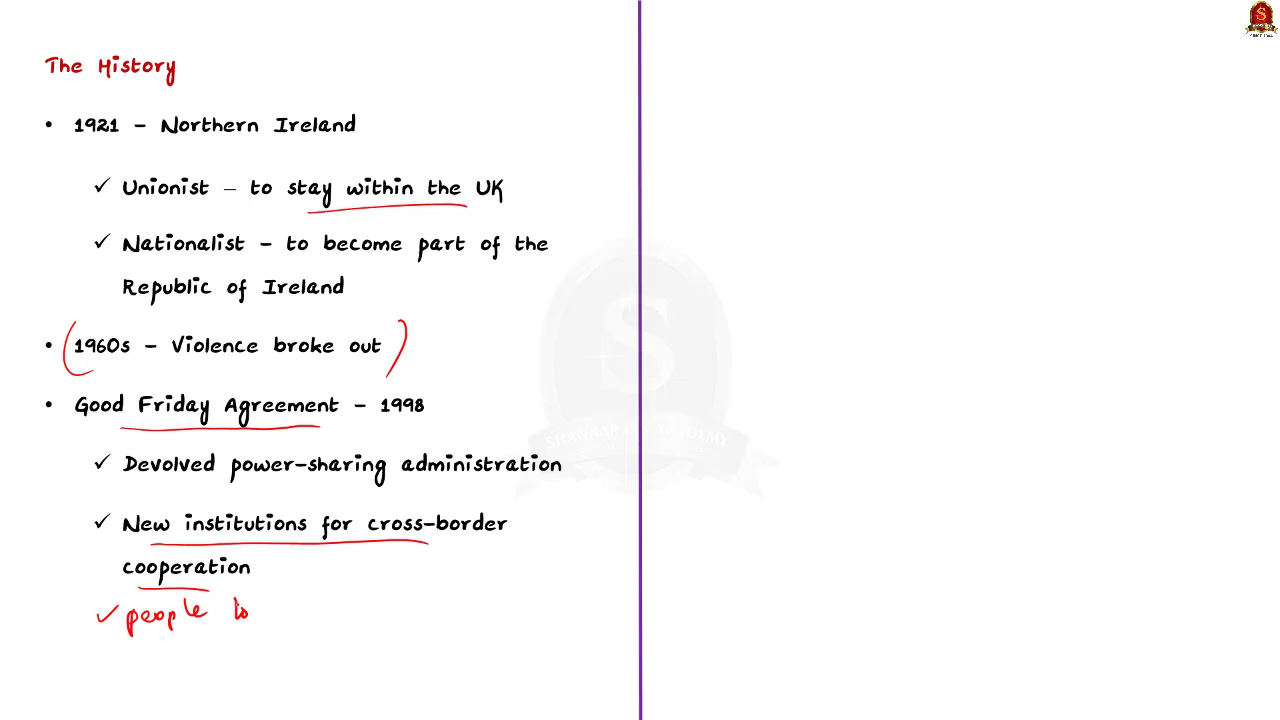 The History
• 1921 – Northern Ireland
✓ Unionist – to stay within the UK
✓ Nationalist – to become part of the
Republic of Ireland
• 1960s – Violence broke out
• Good Friday Agreement – 1998
✓ Devolved power-sharing administration
✓ New institutions for cross-border
cooperation
✓ people